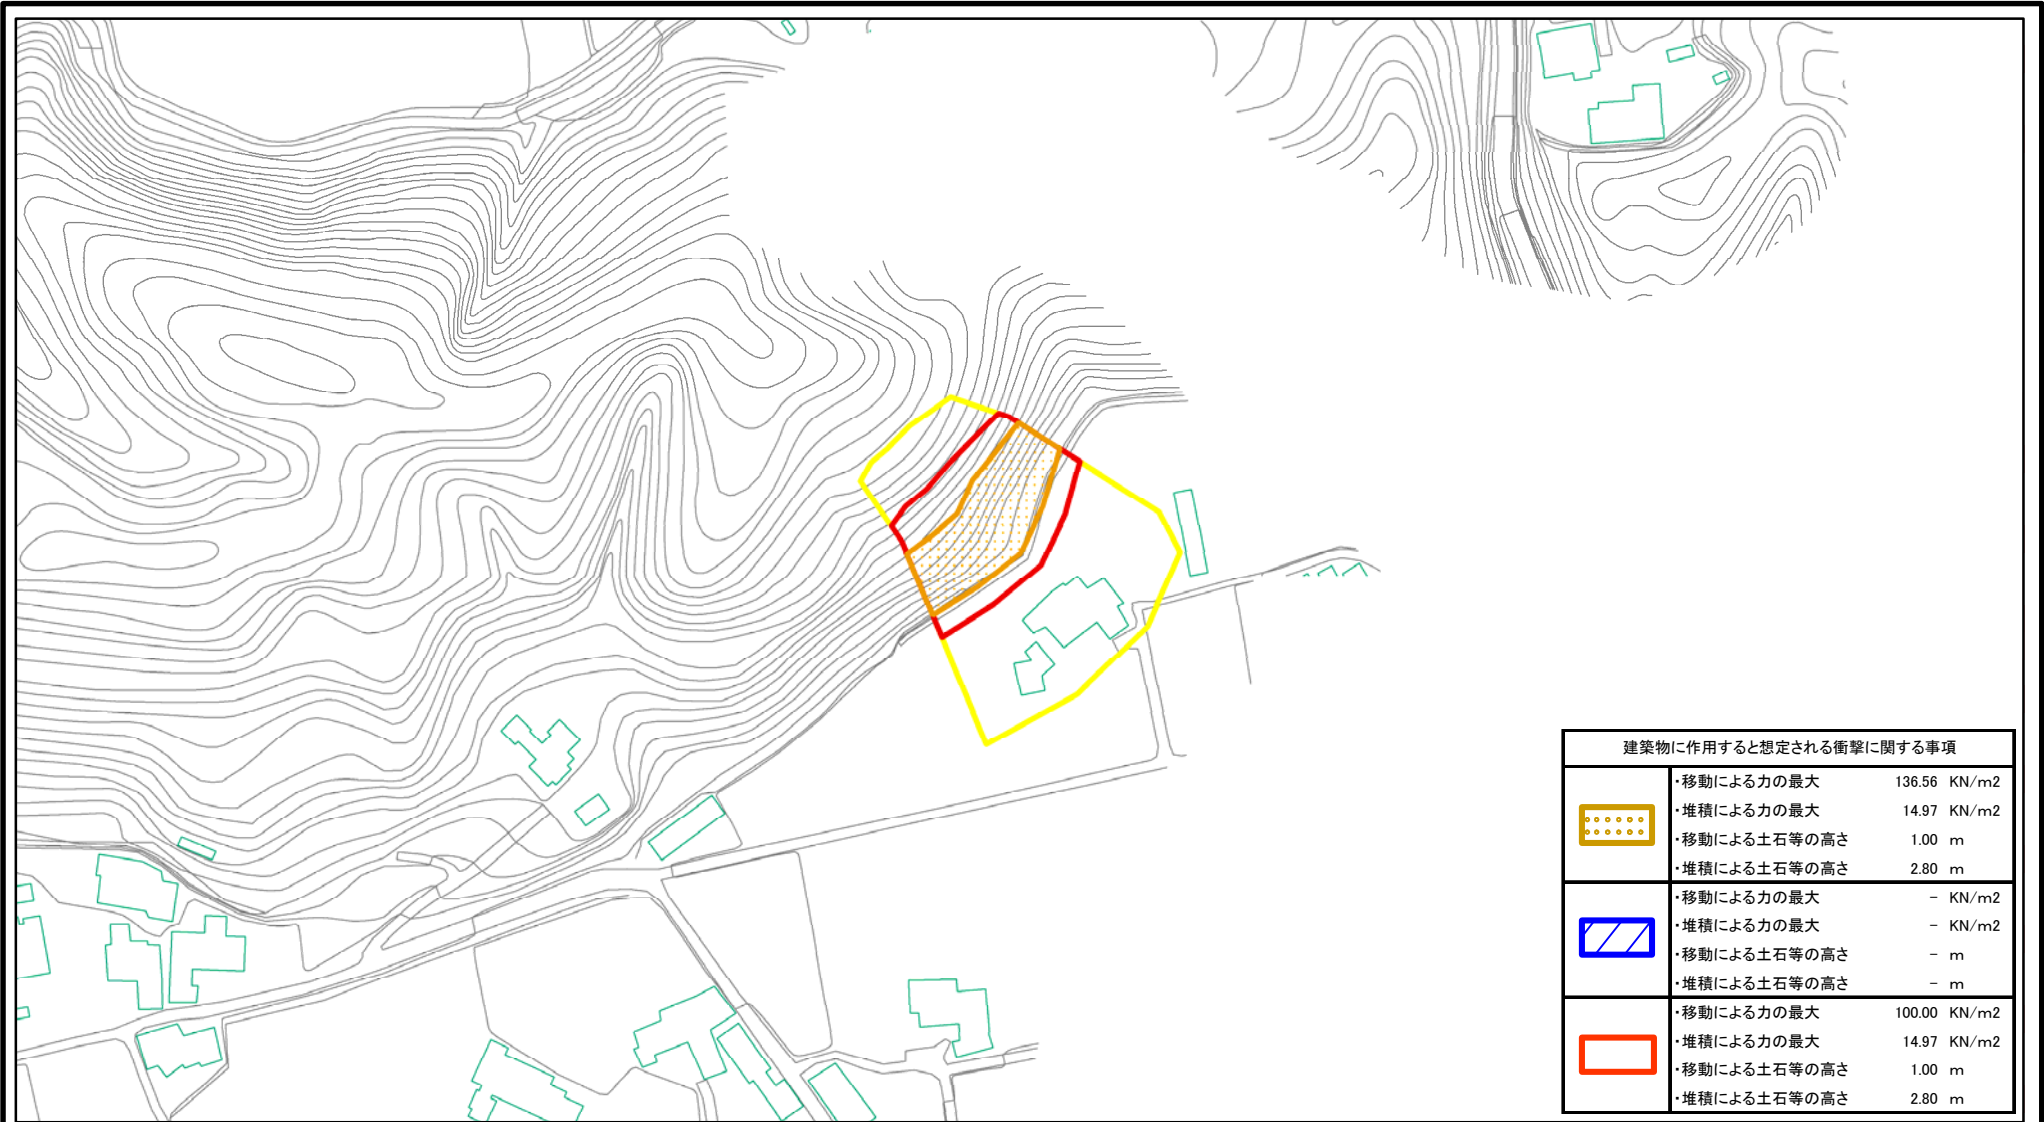 建築物に作用すると想定される衝撃に関する事項
・移動による力の最大 136.56 KN/m2
・堆積による力の最大 14.97 KN/m2
・移動による土石等の高さ 1.00 m
・堆積による土石等の高さ 2.80 m
・移動による力の最大 - KN/m2
・堆積による力の最大 - KN/m2
・移動による土石等の高さ - m
・堆積による土石等の高さ - m
・移動による力の最大 100.00 KN/m2
・堆積による力の最大 14.97 KN/m2
・移動による土石等の高さ 1.00 m
・堆積による土石等の高さ 2.80 m